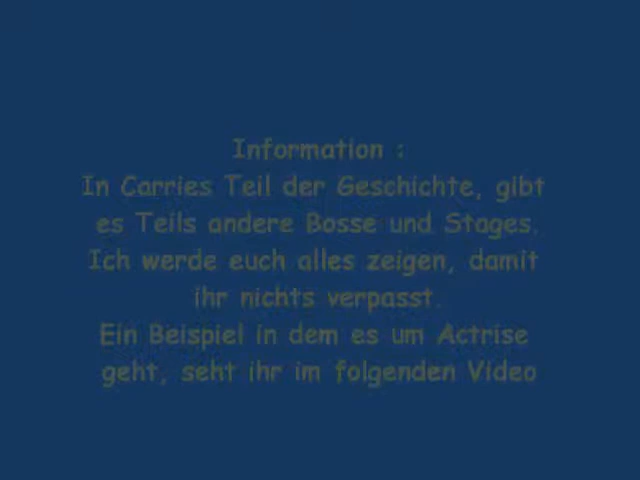 Information :
In Carries Teil der Geschichte, gibt
es Teils andere Bosse und Stages.
Ich werde euch alles zeigen, damit
ihr nichts verpasst.
Ein Beispiel in dem es um Actrise
geht, seht ihr im folgenden Video